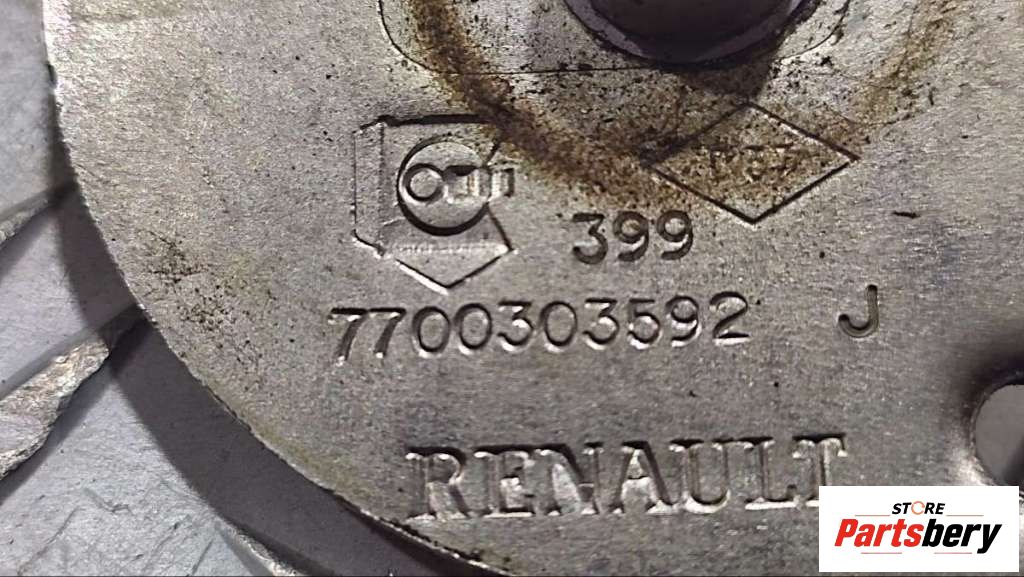 399
7700303592 J
RENAULT
STORE
Partsbery